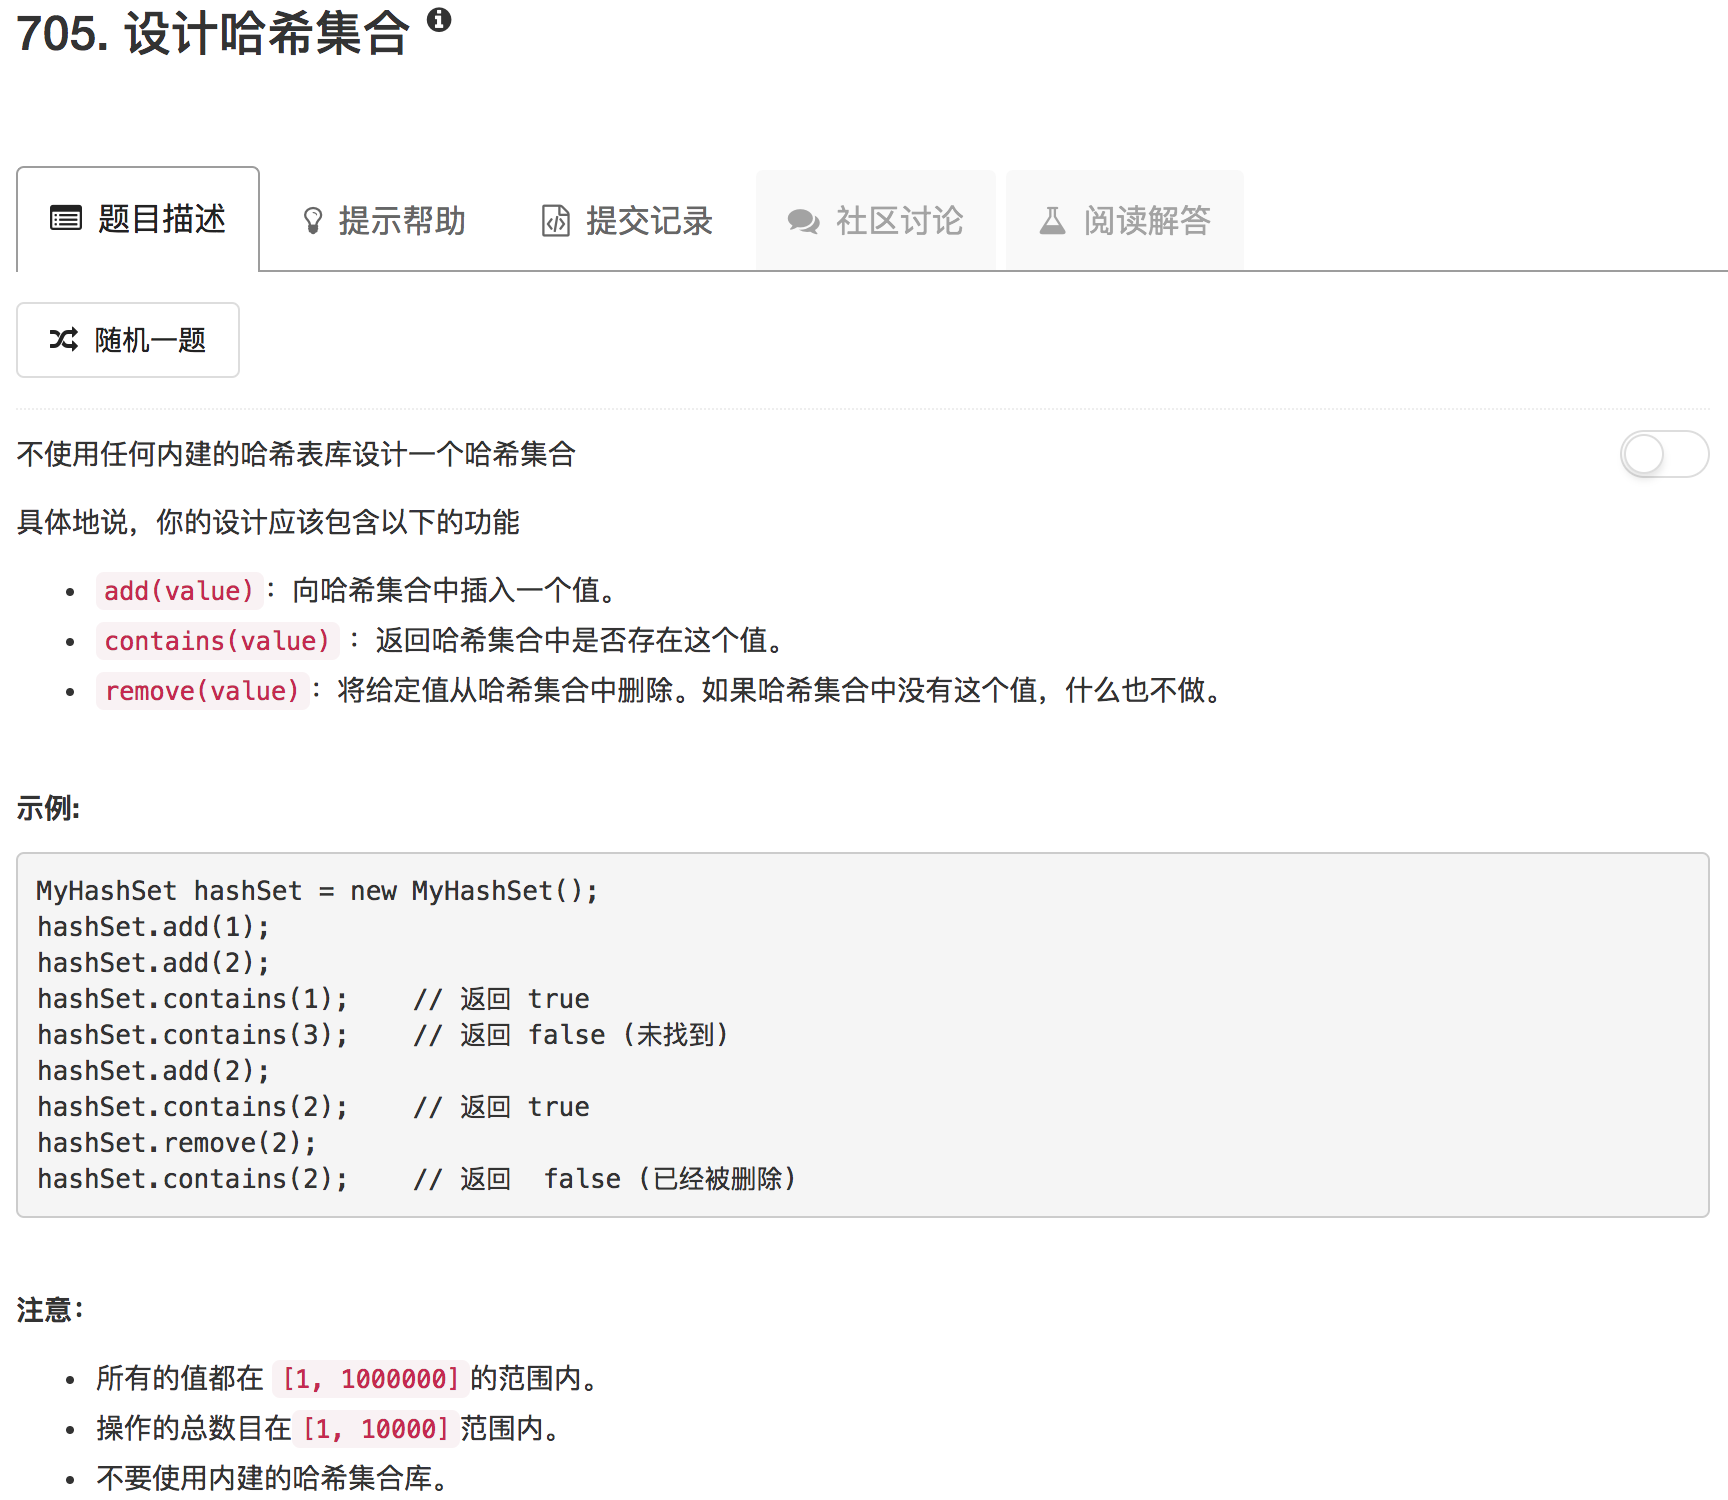 705. 设计哈希集合
题目描述 提示帮助 提交记录 社区讨论 阅读解答
随机一题
不使用任何内建的哈希表库设计一个哈希集合
具体地说，你的设计应该包含以下的功能
• add(value)：向哈希集合中插入一个值。
• contains(value) ：返回哈希集合中是否存在这个值。
• remove(value)：将给定值从哈希集合中删除。如果哈希集合中没有这个值，什么也不做。
示例:
MyHashSet hashSet = new MyHashSet();
hashSet.add(1);
hashSet.add(2);
hashSet.contains(1);    // 返回 true
hashSet.contains(3);    // 返回 false (未找到)
hashSet.add(2);
hashSet.contains(2);    // 返回 true
hashSet.remove(2);
hashSet.contains(2);    // 返回  false (已经被删除)
注意：
• 所有的值都在 [1, 1000000]的范围内。
• 操作的总数目在[1, 10000]范围内。
• 不要使用内建的哈希集合库。